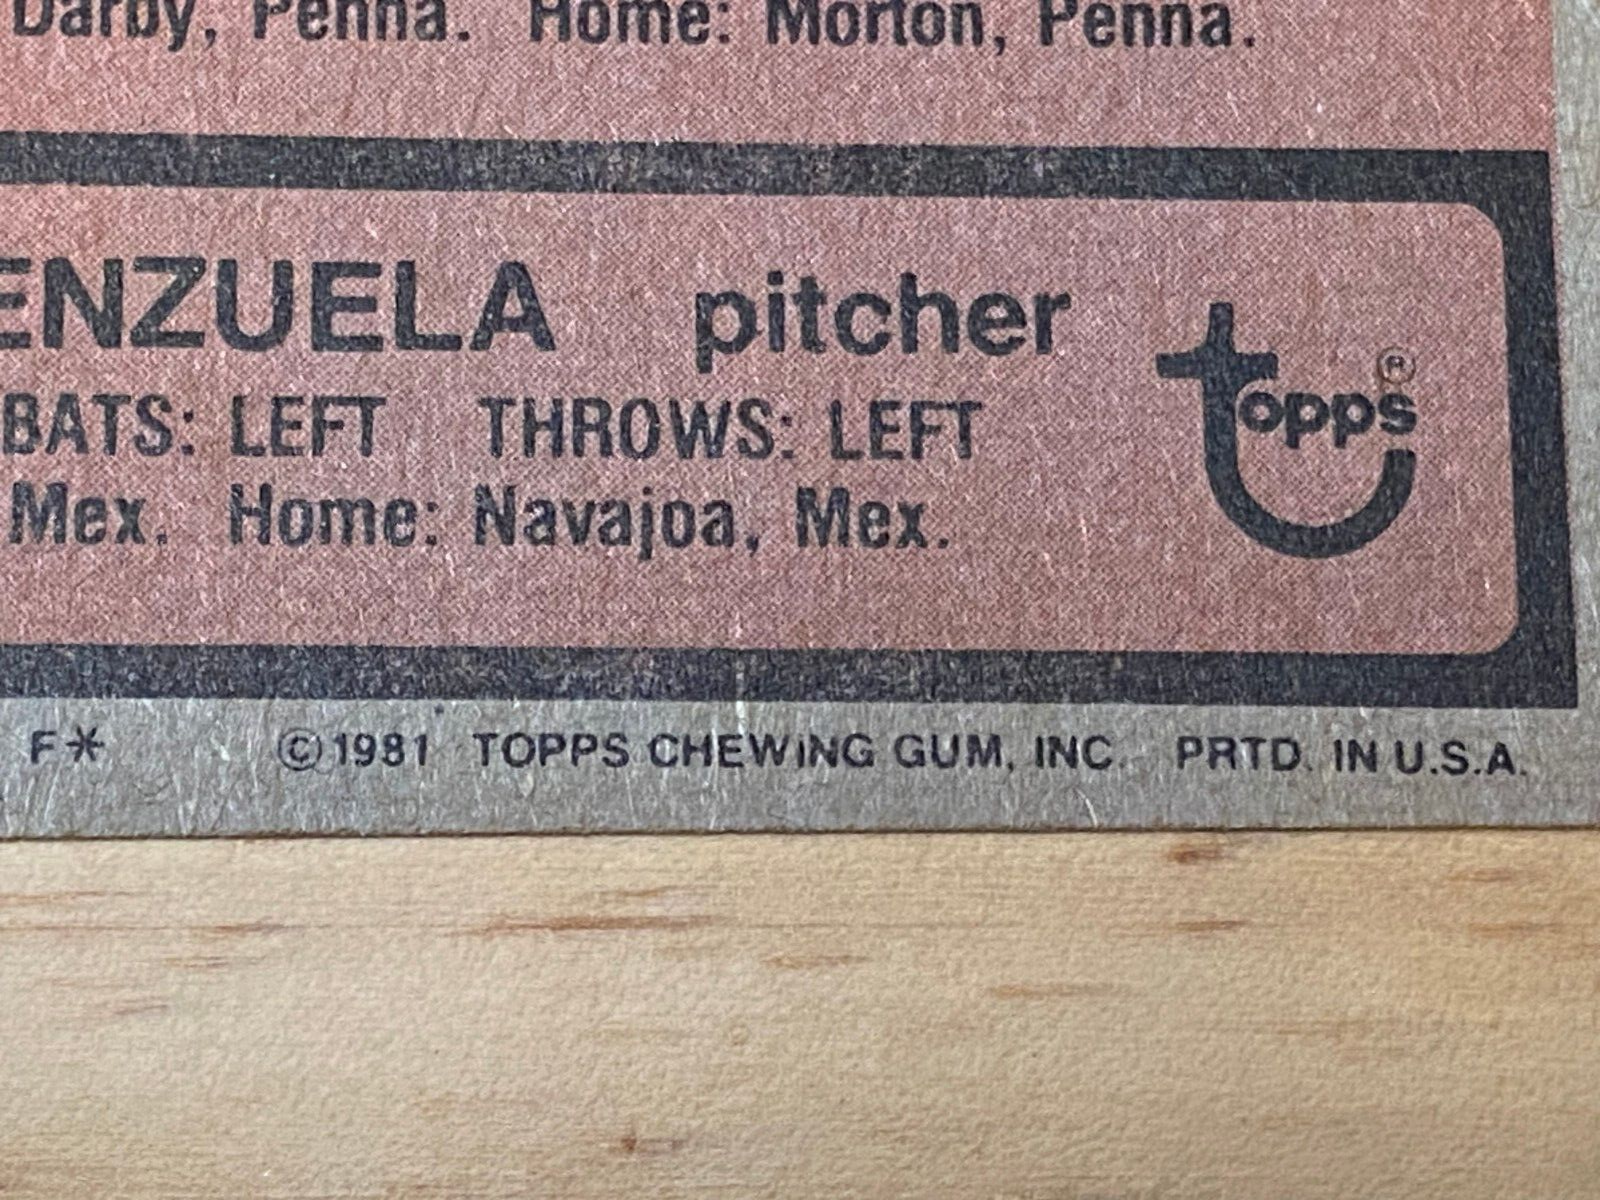 Darby, Penna. Home: Morton, Penna.
ENZUELA pitcher
BATS: LEFT THROWS: LEFT
Mex. Home: Navajoa, Mex.
topps®
F* ©1981 TOPPS CHEWING GUM, INC. PRTD. IN U.S.A.